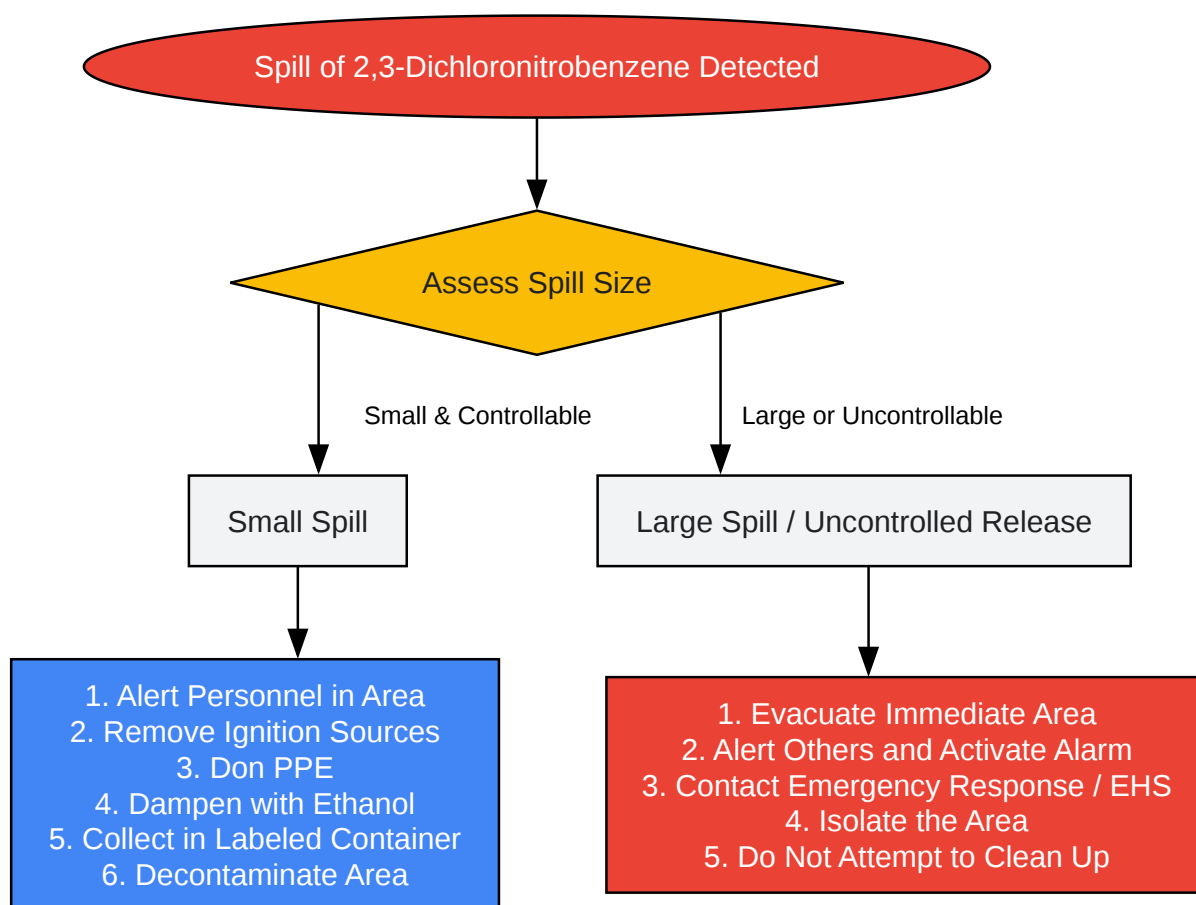 Spill of 2,3-Dichloronitrobenzene Detected
Assess Spill Size
Small & Controllable
Large or Uncontrollable
Small Spill
Large Spill / Uncontrolled Release
1. Alert Personnel in Area
2. Remove Ignition Sources
3. Don PPE
4. Dampen with Ethanol
5. Collect in Labeled Container
6. Decontaminate Area
1. Evacuate Immediate Area
2. Alert Others and Activate Alarm
3. Contact Emergency Response / EHS
4. Isolate the Area
5. Do Not Attempt to Clean Up